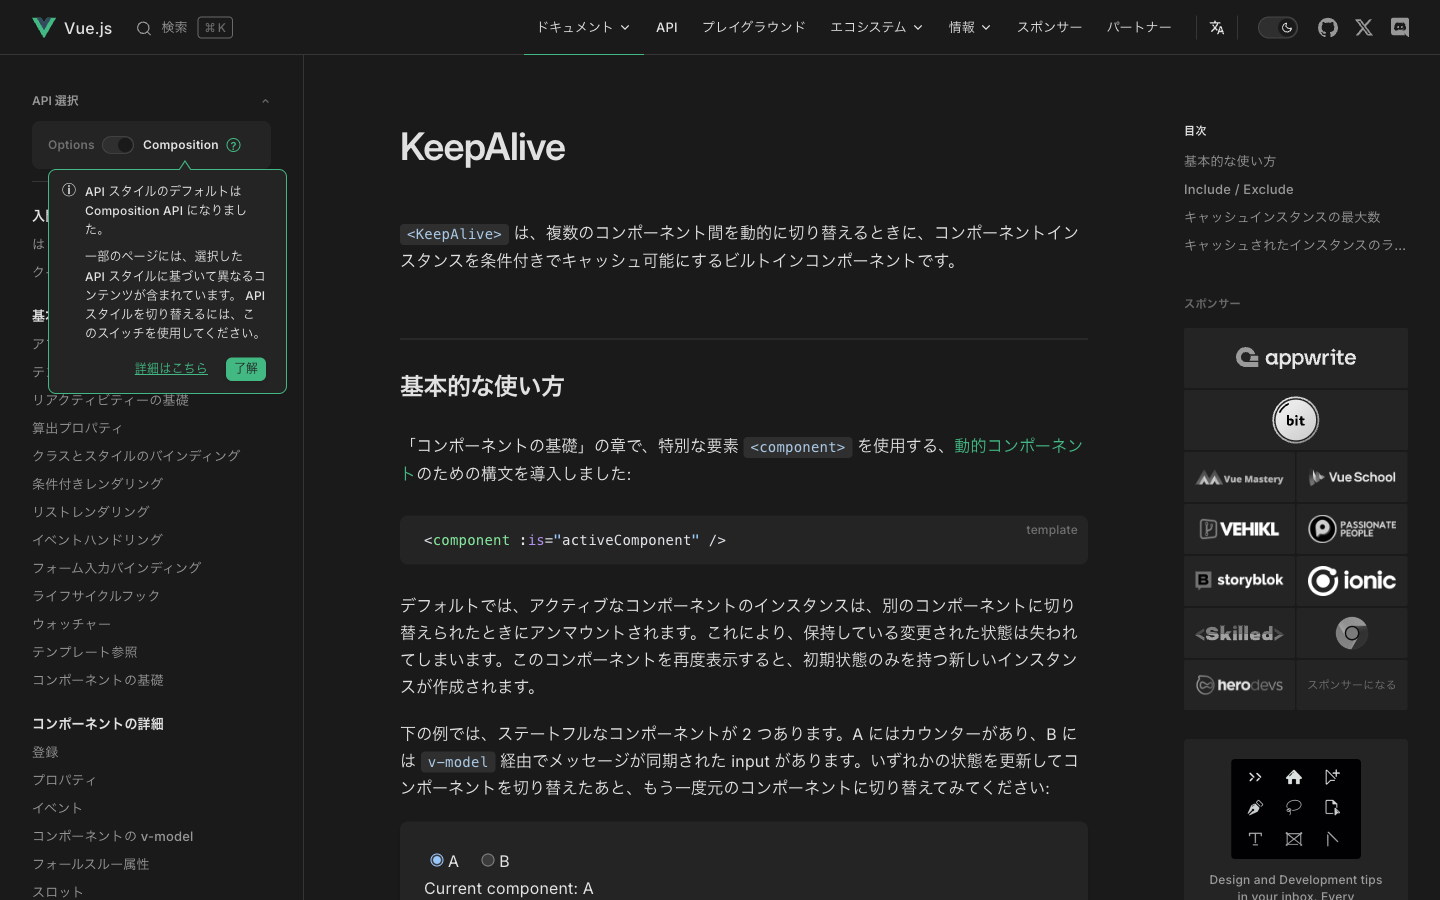 Vue.js
検索
⌘ K
ドキュメント
API
プレイグラウンド
エコシステム
情報
スポンサー
パートナー
API 選択
Options
Composition
?
API スタイルのデフォルトは
Composition API になりまし
た。
一部のページには、選択した
API スタイルに基づいて異なるコ
ンテンツが含まれています。 API
スタイルを切り替えるには、こ
のスイッチを使用してください。
詳細はこちら
了解
リアクティビティーの基礎
算出プロパティ
クラスとスタイルのバインディング
条件付きレンダリング
リストレンダリング
イベントハンドリング
フォーム入力バインディング
ライフサイクルフック
ウォッチャー
テンプレート参照
コンポーネントの基礎
コンポーネントの詳細
登録
プロパティ
イベント
コンポーネントの v-model
フォールスルー属性
スロット
KeepAlive
<KeepAlive> は、複数のコンポーネント間を動的に切り替えるときに、コンポーネントイン
スタンスを条件付きでキャッシュ可能にするビルトインコンポーネントです。
基本的な使い方
「コンポーネントの基礎」の章で、特別な要素 <component> を使用する、動的コンポーネン
トのための構文を導入しました:
template
<component :is="activeComponent" />
デフォルトでは、アクティブなコンポーネントのインスタンスは、別のコンポーネントに切り
替えられたときにアンマウントされます。これにより、保持している変更された状態は失われ
てしまいます。このコンポーネントを再度表示すると、初期状態のみを持つ新しいインスタン
スが作成されます。
下の例では、ステートフルなコンポーネントが 2 つあります。A にはカウンターがあり、B に
は v-model 経由でメッセージが同期された input があります。いずれかの状態を更新してコ
ンポーネントを切り替えたあと、もう一度元のコンポーネントに切り替えてみてください:
A
B
Current component: A
目次
基本的な使い方
Include / Exclude
キャッシュインスタンスの最大数
キャッシュされたインスタンスのラ...
スポンサー
appwrite
bit
Vue Mastery
Vue School
VEHIKL
PASSIONATE
PEOPLE
storyblok
ionic
<Skilled>
herodevs
スポンサーになる
Design and Development tips
in your inbox. Every